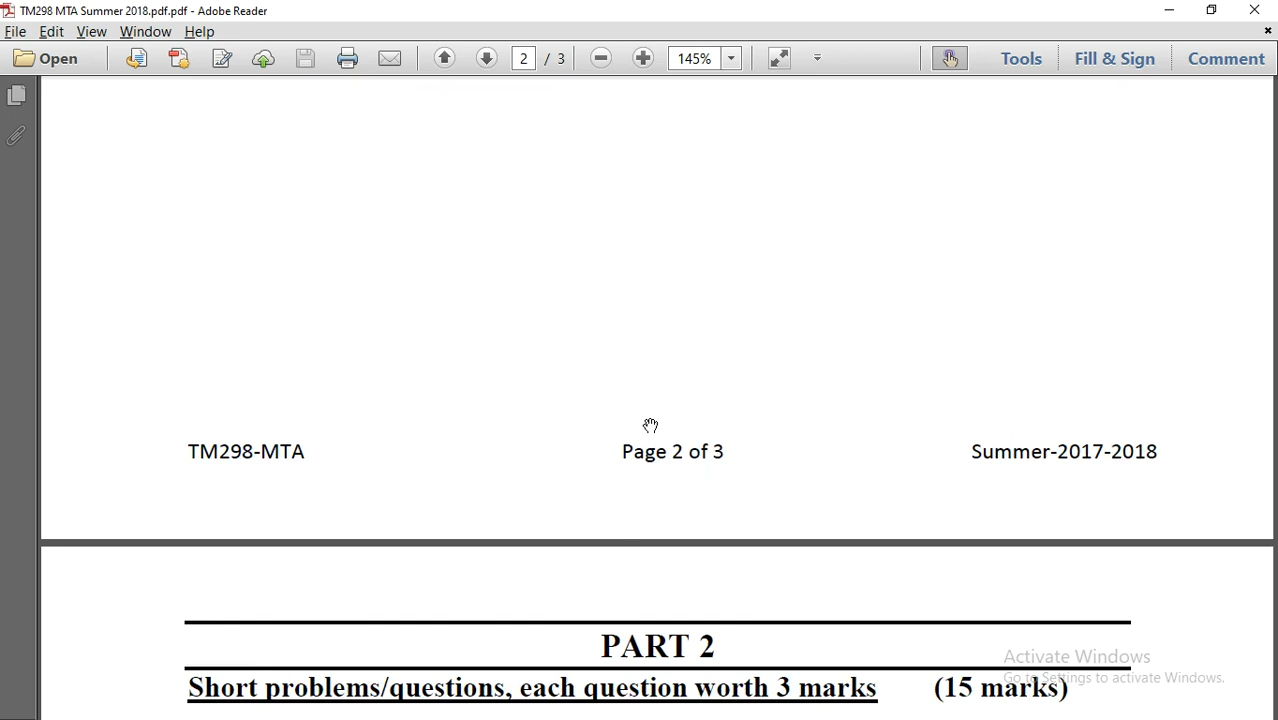 TM298 MTA Summer 2018.pdf.pdf - Adobe Reader
File Edit View Window Help
Open 2 / 3 145% Tools Fill & Sign Comment
TM298-MTA Page 2 of 3 Summer-2017-2018
PART 2
Short problems/questions, each question worth 3 marks (15 marks)
Activate Windows
Go to Settings to activate Windows.